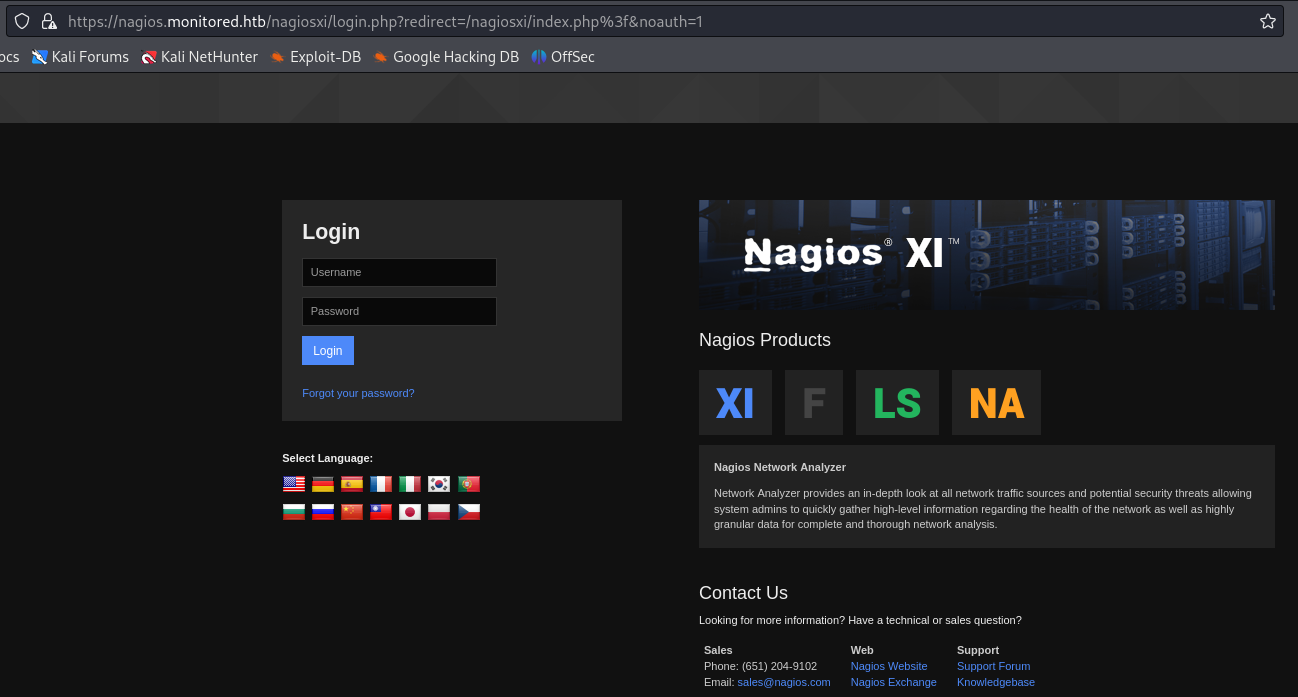 https://nagios.monitored.htb/nagiosxi/login.php?redirect=/nagiosxi/index.php%3f&noauth=1
ocs Kali Forums Kali NetHunter Exploit-DB Google Hacking DB OffSec
Login
Username
Password
Login
Forgot your password?
Select Language:
Nagios® XI™
Nagios Products
XI F LS NA
Nagios Network Analyzer
Network Analyzer provides an in-depth look at all network traffic sources and potential security threats allowing
system admins to quickly gather high-level information regarding the health of the network as well as highly
granular data for complete and thorough network analysis.
Contact Us
Looking for more information? Have a technical or sales question?
Sales Web Support
Phone: (651) 204-9102 Nagios Website Support Forum
Email: sales@nagios.com Nagios Exchange Knowledgebase